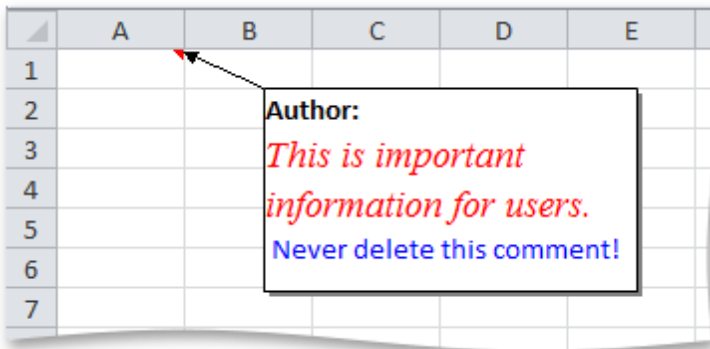 A B C D E
1
2
3
4
5
6
7
Author:
This is important
information for users.
Never delete this comment!